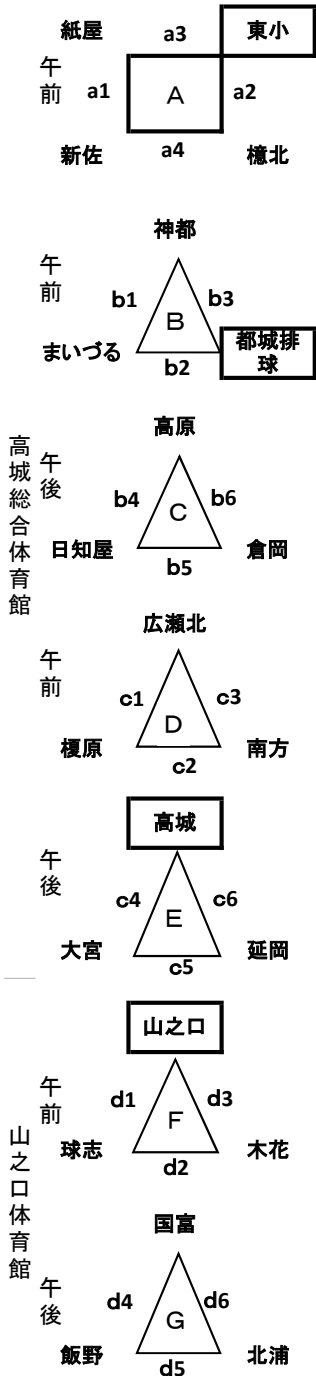 紙屋 a3 東小
午前 a1 A a2
新佐 a4 檍北
神都
午前 b1 B b3
まいづる b2 都城排球
高原
午後 b4 C b6
日知屋 b5 倉岡
高城総合体育館
広瀬北
午前 c1 D c3
榎原 c2 南方
高城
午後 c4 E c6
大宮 c5 延岡
山之口
午前 d1 F d3
球志 d2 木花
山之口体育館
国富
午後 d4 G d6
飯野 d5 北浦